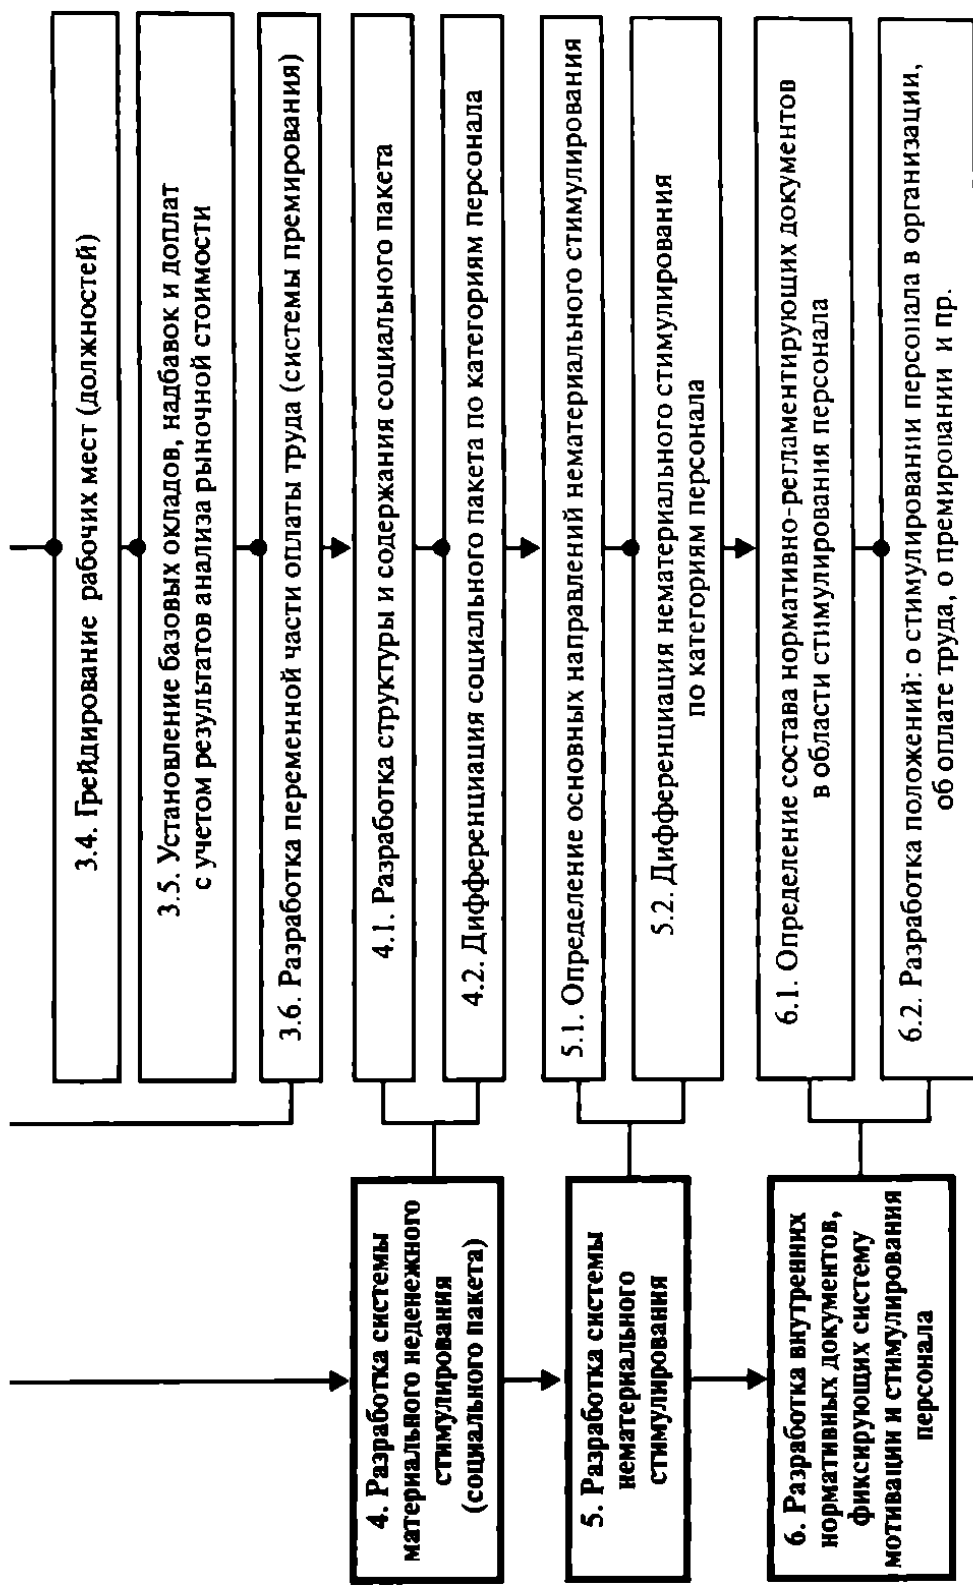 3.4. Грейдирование рабочих мест (должностей)
3.5. Установление базовых окладов, надбавок и доплат
с учетом результатов анализа рыночной стоимости
3.6. Разработка переменной части оплаты труда (системы премирования)
4. Разработка системы
материального неденежного
стимулирования
(социального пакета)
4.1. Разработка структуры и содержания социального пакета
4.2. Дифференциация социального пакета по категориям персонала
5. Разработка системы
нематериального
стимулирования
5.1. Определение основных направлений нематериального стимулирования
5.2. Дифференциация нематериального стимулирования
по категориям персонала
6. Разработка внутренних
нормативных документов,
фиксирующих систему
мотивации и стимулирования
персонала
6.1. Определение состава нормативно-регламентирующих документов
в области стимулирования персонала
6.2. Разработка положений: о стимулировании персонала в организации,
об оплате труда, о премировании и пр.